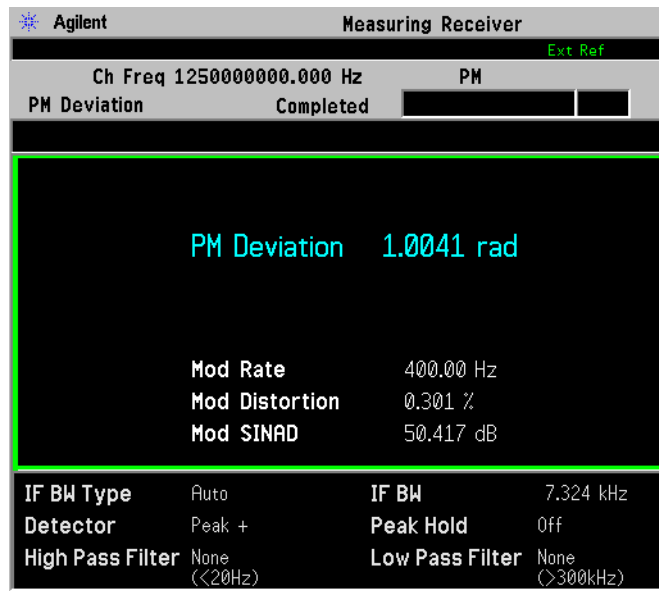 Agilent Measuring Receiver
Ext Ref
Ch Freq 1250000000.000 Hz PM
PM Deviation Completed
PM Deviation 1.0041 rad
Mod Rate 400.00 Hz
Mod Distortion 0.301 %
Mod SINAD 50.417 dB
IF BW Type Auto IF BW 7.324 kHz
Detector Peak + Peak Hold Off
High Pass Filter None Low Pass Filter None
(<20Hz) (>300kHz)